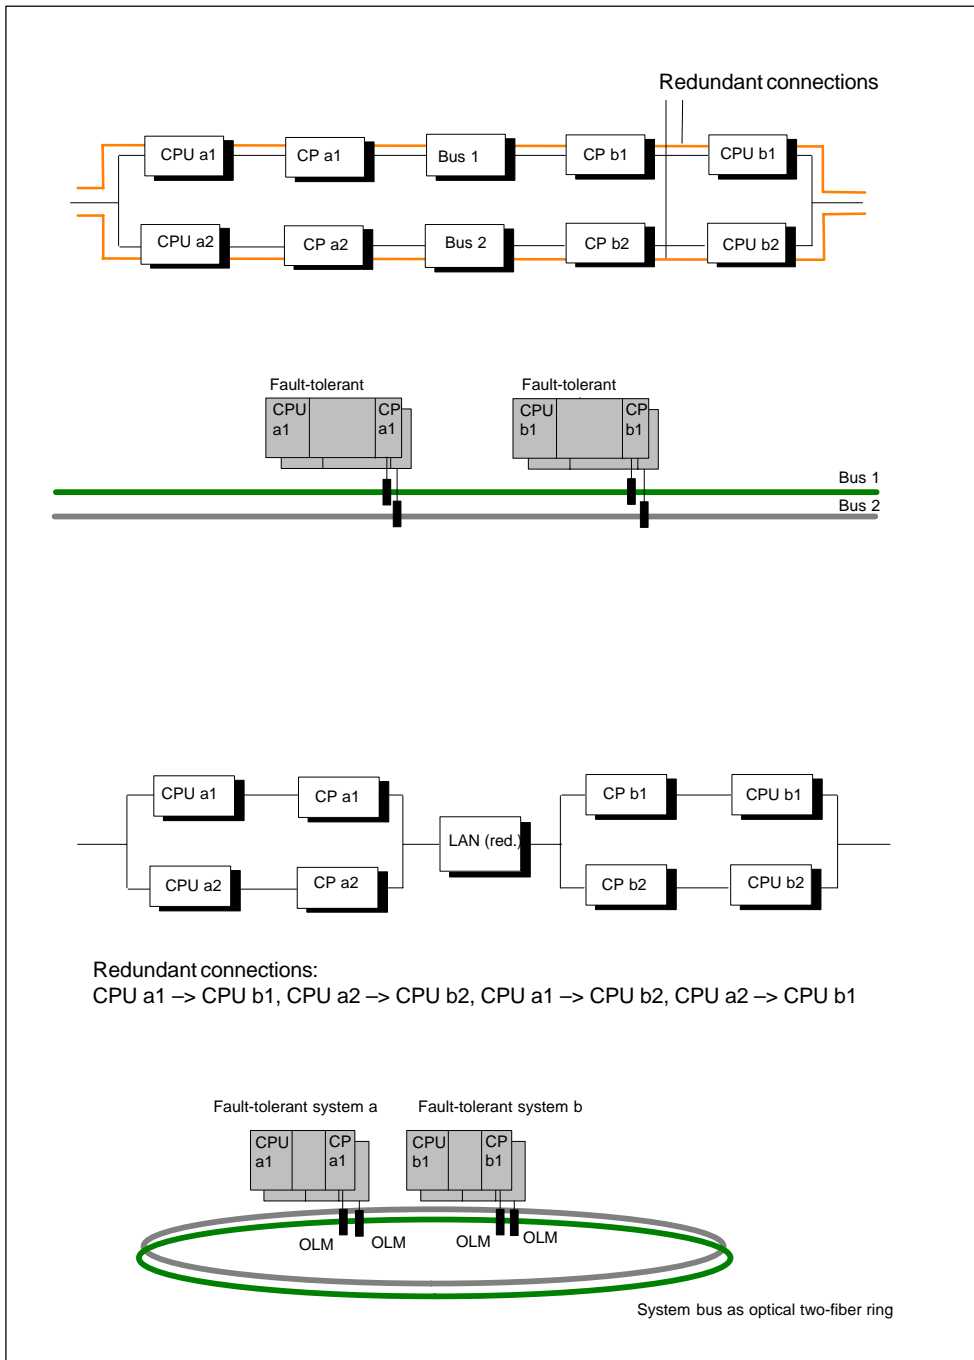 Redundant connections
CPU a1 CP a1 Bus 1 CP b1 CPU b1
CPU a2 CP a2 Bus 2 CP b2 CPU b2
Fault-tolerant Fault-tolerant
CPU CP CPU CP
a1 a1 b1 b1
Bus 1
Bus 2
CPU a1 CP a1 CP b1 CPU b1
LAN (red.)
CPU a2 CP a2 CP b2 CPU b2
Redundant connections:
CPU a1 –> CPU b1, CPU a2 –> CPU b2, CPU a1 –> CPU b2, CPU a2 –> CPU b1
Fault-tolerant system a Fault-tolerant system b
CPU CP CPU CP
a1 a1 b1 b1
OLM OLM OLM OLM
System bus as optical two-fiber ring